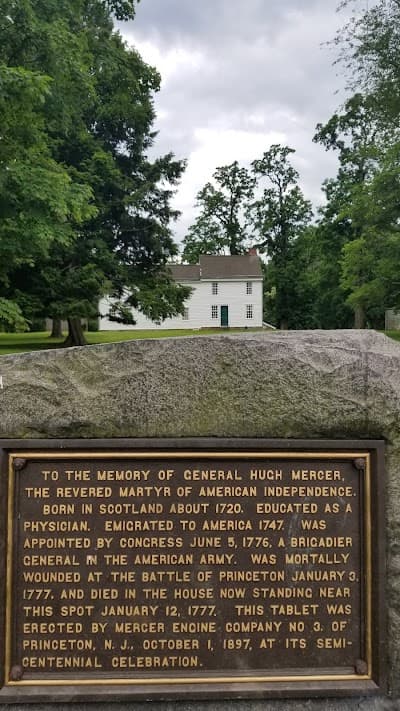 TO THE MEMORY OF GENERAL HUGH MERCER,
THE REVERED MARTYR OF AMERICAN INDEPENDENCE.
BORN IN SCOTLAND ABOUT 1720. EDUCATED AS A
PHYSICIAN. EMIGRATED TO AMERICA 1747. WAS
APPOINTED BY CONGRESS JUNE 5, 1776, A BRIGADIER
GENERAL IN THE AMERICAN ARMY. WAS MORTALLY
WOUNDED AT THE BATTLE OF PRINCETON JANUARY 3,
1777, AND DIED IN THE HOUSE NOW STANDING NEAR
THIS SPOT JANUARY 12, 1777. THIS TABLET WAS
ERECTED BY MERCER ENGINE COMPANY NO 3, OF
PRINCETON, N. J., OCTOBER 1, 1897, AT ITS SEMI-
CENTENNIAL CELEBRATION.